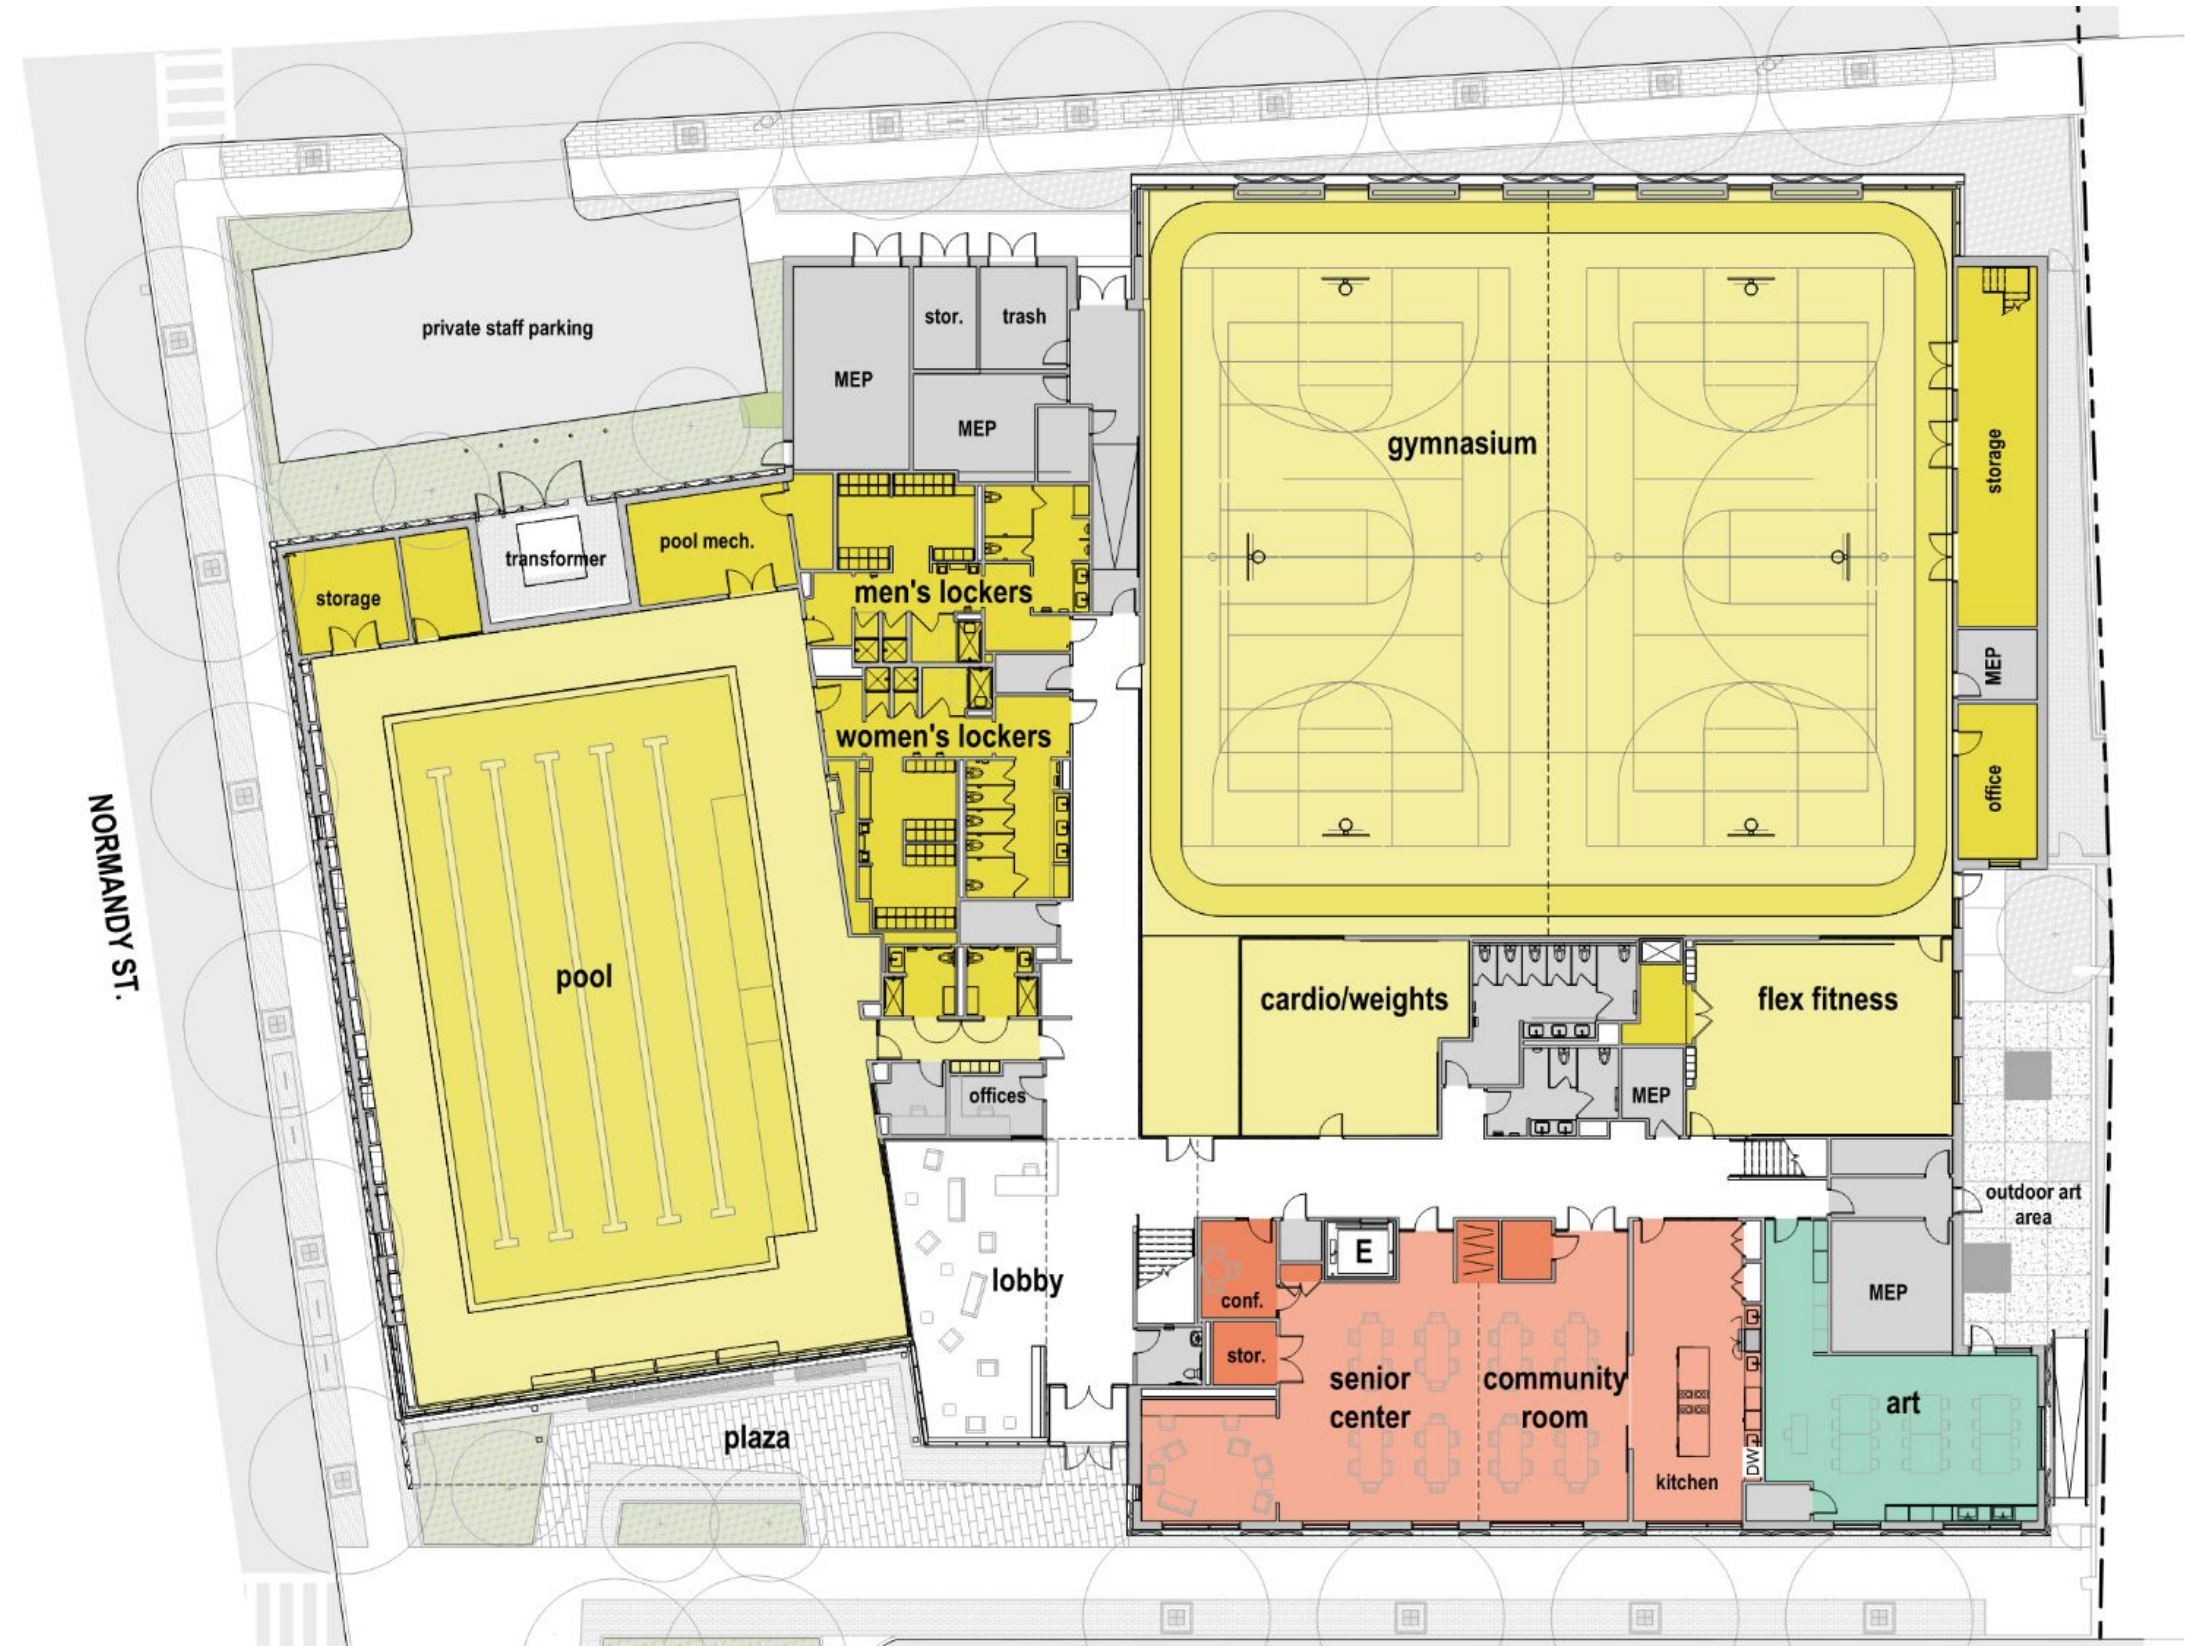 private staff parking
stor.
trash
MEP
MEP
gymnasium
storage
pool mech.
transformer
storage
men's lockers
MEP
women's lockers
office
NORMANDY ST.
pool
cardio/weights
flex fitness
offices
MEP
outdoor art
area
E
lobby
conf.
MEP
stor.
senior
center
community
room
art
plaza
kitchen
DW